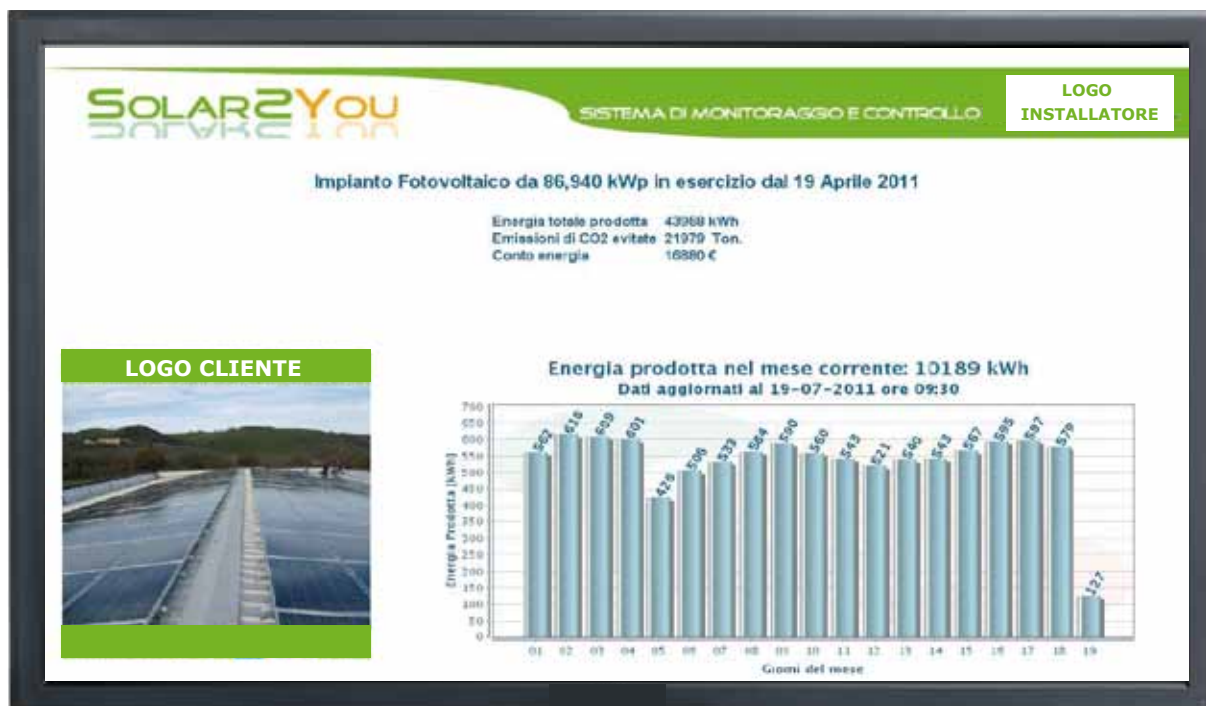 SOLAR2YOU
SISTEMA DI MONITORAGGIO E CONTROLLO
LOGO
INSTALLATORE
Impianto Fotovoltaico da 86,940 kWp in esercizio dal 19 Aprile 2011
Energia totale prodotta 43968 kWh
Emissioni di CO2 evitate 21979 Ton.
Conto energia 16880 €
LOGO CLIENTE
Energia prodotta nel mese corrente: 10189 kWh
Dati aggiornati al 19-07-2011 ore 09:30
Energia Prodotta [kWh]
700
650
600
550
500
450
400
350
300
250
200
150
100
50
0
562 618 609 601 506 533 564 590 560 543 521 540 543 567 595 597 579 127
01 02 03 04 05 06 07 08 09 10 11 12 13 14 15 16 17 18 19
Giorni del mese